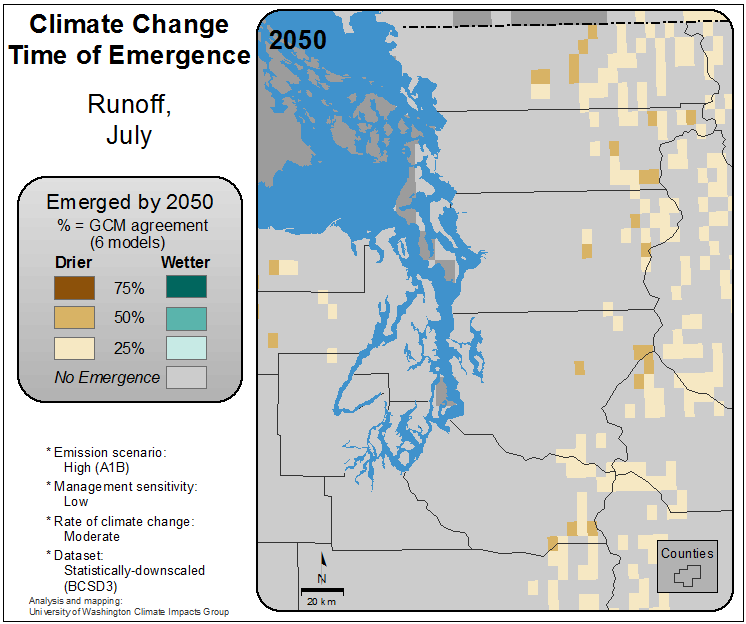 Climate Change
Time of Emergence
Runoff,
July
Emerged by 2050
% = GCM agreement
(6 models)
Drier Wetter
75%
50%
25%
No Emergence
* Emission scenario:
High (A1B)
* Management sensitivity:
Low
* Rate of climate change:
Moderate
* Dataset:
Statistically-downscaled
(BCSD3)
Analysis and mapping:
University of Washington Climate Impacts Group
2050
N
20 km
Counties